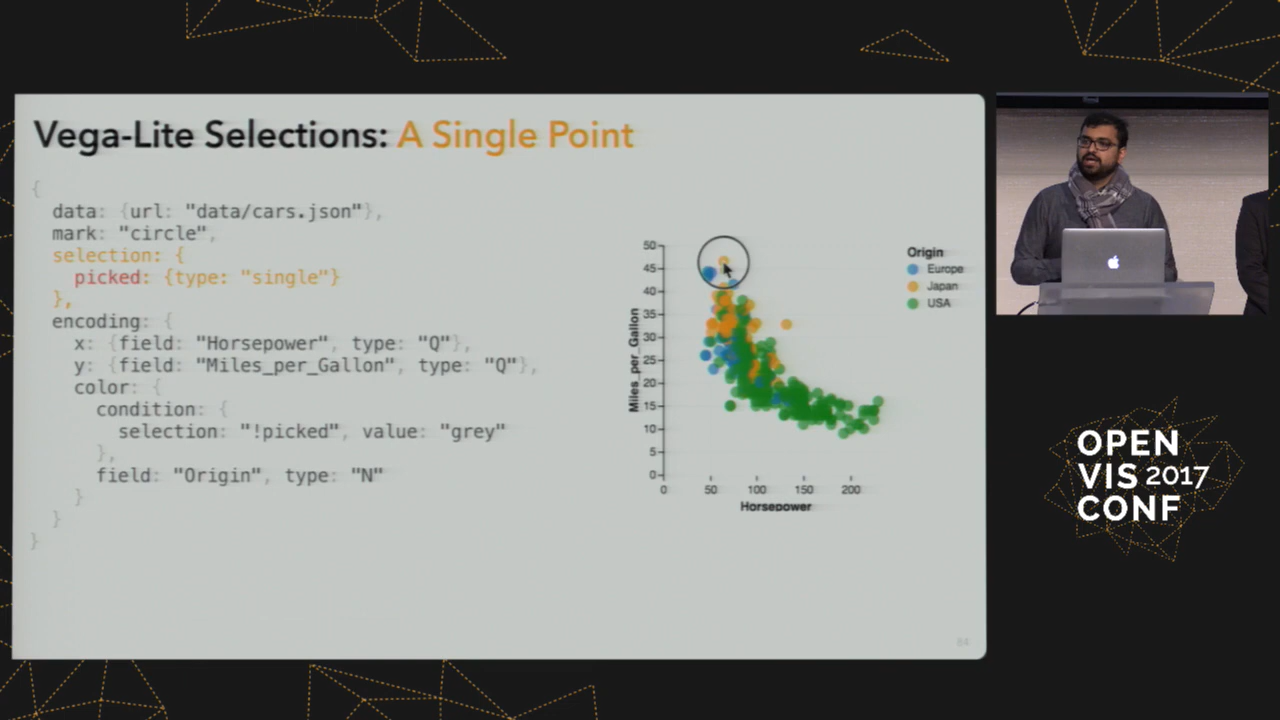 Vega-Lite Selections: A Single Point
{
data: {url: "data/cars.json"},
mark: "circle",
selection: {
picked: {type: "single"}
},
encoding: {
x: {field: "Horsepower", type: "Q"},
y: {field: "Miles_per_Gallon", type: "Q"},
color: {
condition: {
selection: "!picked", value: "grey"
},
field: "Origin", type: "N"
}
}
}
50
45
40
35
30
25
20
15
10
5
0
Miles_per_Gallon
0 50 100 150 200
Horsepower
Origin
Europe
Japan
USA
64
OPEN
VIS 2017
CONF